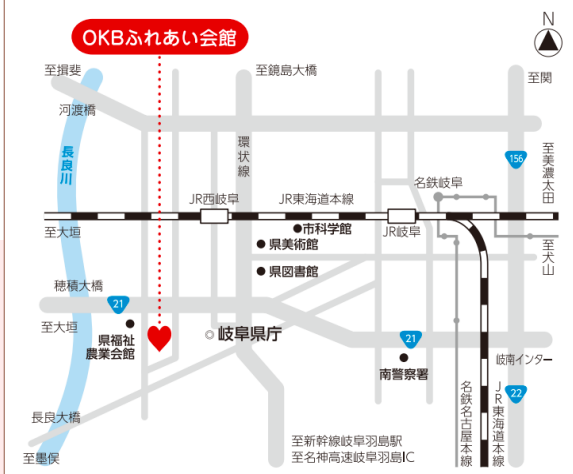 OKBふれあい会館
N
至揖斐
至鏡島大橋
至関
河渡橋
長良川
環状線
156
至美濃太田
名鉄岐阜
JR西岐阜
JR東海道本線
至大垣
市科学館
JR岐阜
県美術館
至犬山
県図書館
穂積大橋
21
至大垣
県福祉
農業会館
岐阜県庁
21
岐南インター
南警察署
22
名鉄名古屋本線
JR東海道本線
長良大橋
至墨俣
至新幹線岐阜羽島駅
至名神高速岐阜羽島IC